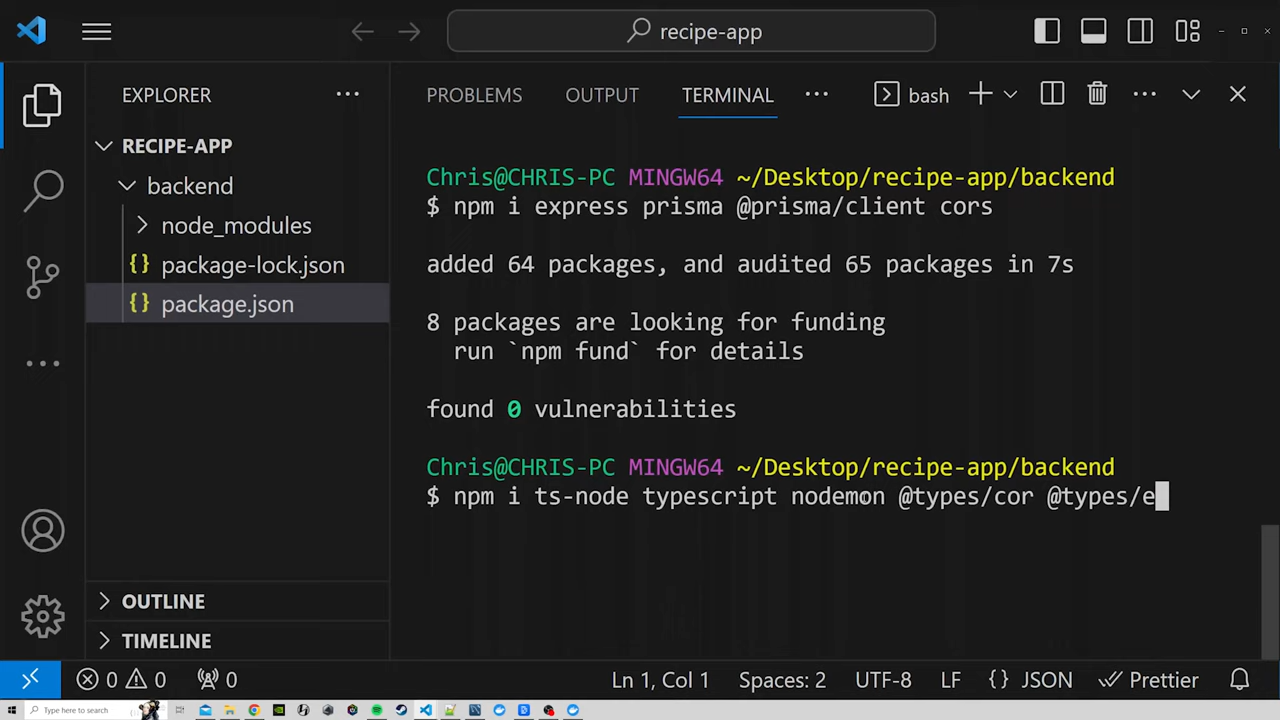 recipe-app
EXPLORER
PROBLEMS OUTPUT TERMINAL bash
RECIPE-APP
backend
node_modules
{} package-lock.json
{} package.json
Chris@CHRIS-PC MINGW64 ~/Desktop/recipe-app/backend
$ npm i express prisma @prisma/client cors
added 64 packages, and audited 65 packages in 7s
8 packages are looking for funding
run `npm fund` for details
found 0 vulnerabilities
Chris@CHRIS-PC MINGW64 ~/Desktop/recipe-app/backend
$ npm i ts-node typescript nodemon @types/cor @types/e
OUTLINE
TIMELINE
0 0 0 Ln 1, Col 1 Spaces: 2 UTF-8 LF {} JSON Prettier
Type here to search